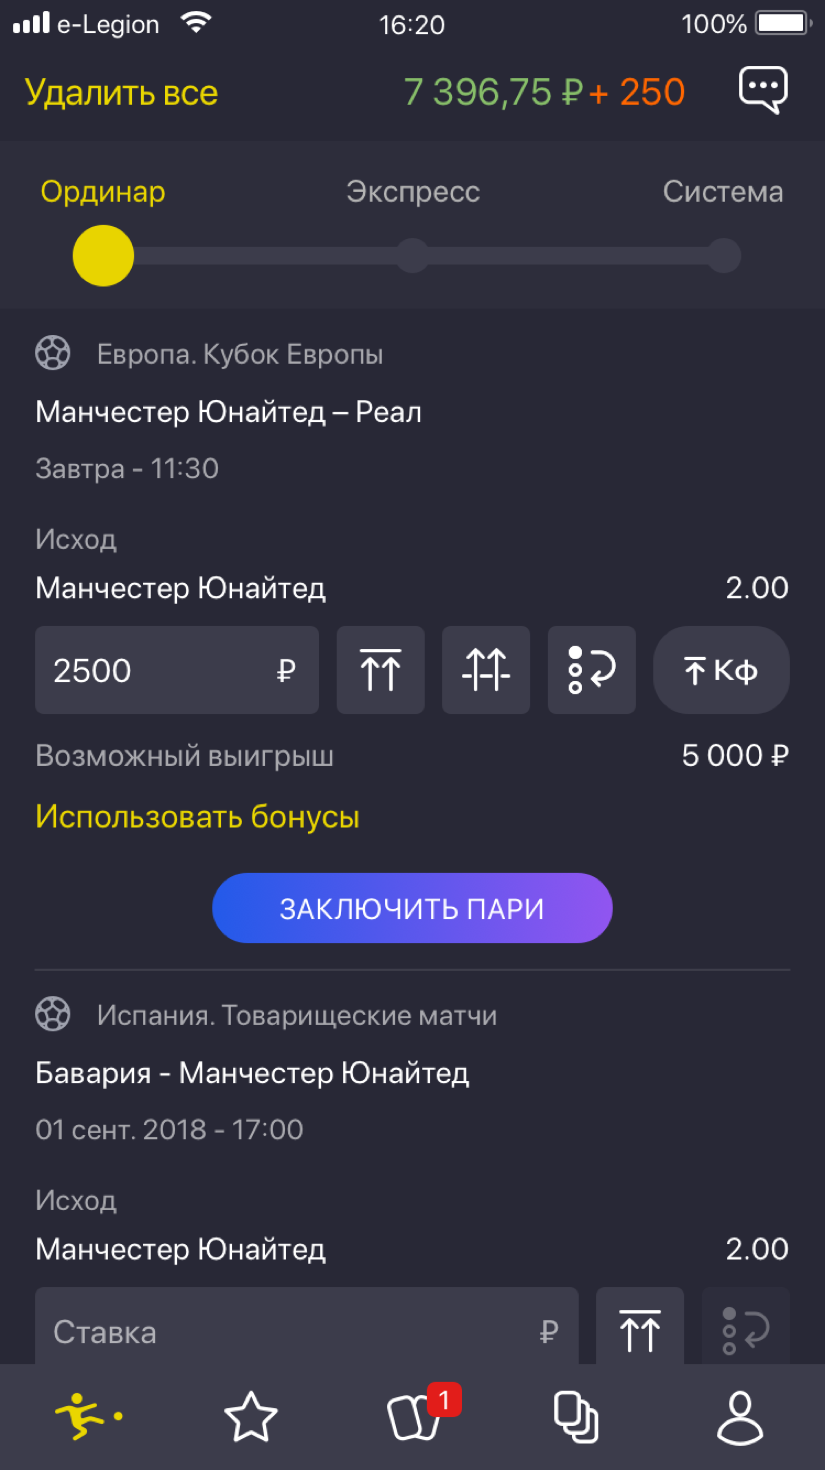 e-Legion 16:20 100%
Удалить все 7 396,75 ₽ + 250
Ординар Экспресс Система
Европа. Кубок Европы
Манчестер Юнайтед – Реал
Завтра - 11:30
Исход
Манчестер Юнайтед 2.00
2500 ₽ Кф
Возможный выигрыш 5 000 ₽
Использовать бонусы
ЗАКЛЮЧИТЬ ПАРИ
Испания. Товарищеские матчи
Бавария - Манчестер Юнайтед
01 сент. 2018 - 17:00
Исход
Манчестер Юнайтед 2.00
Ставка ₽
1